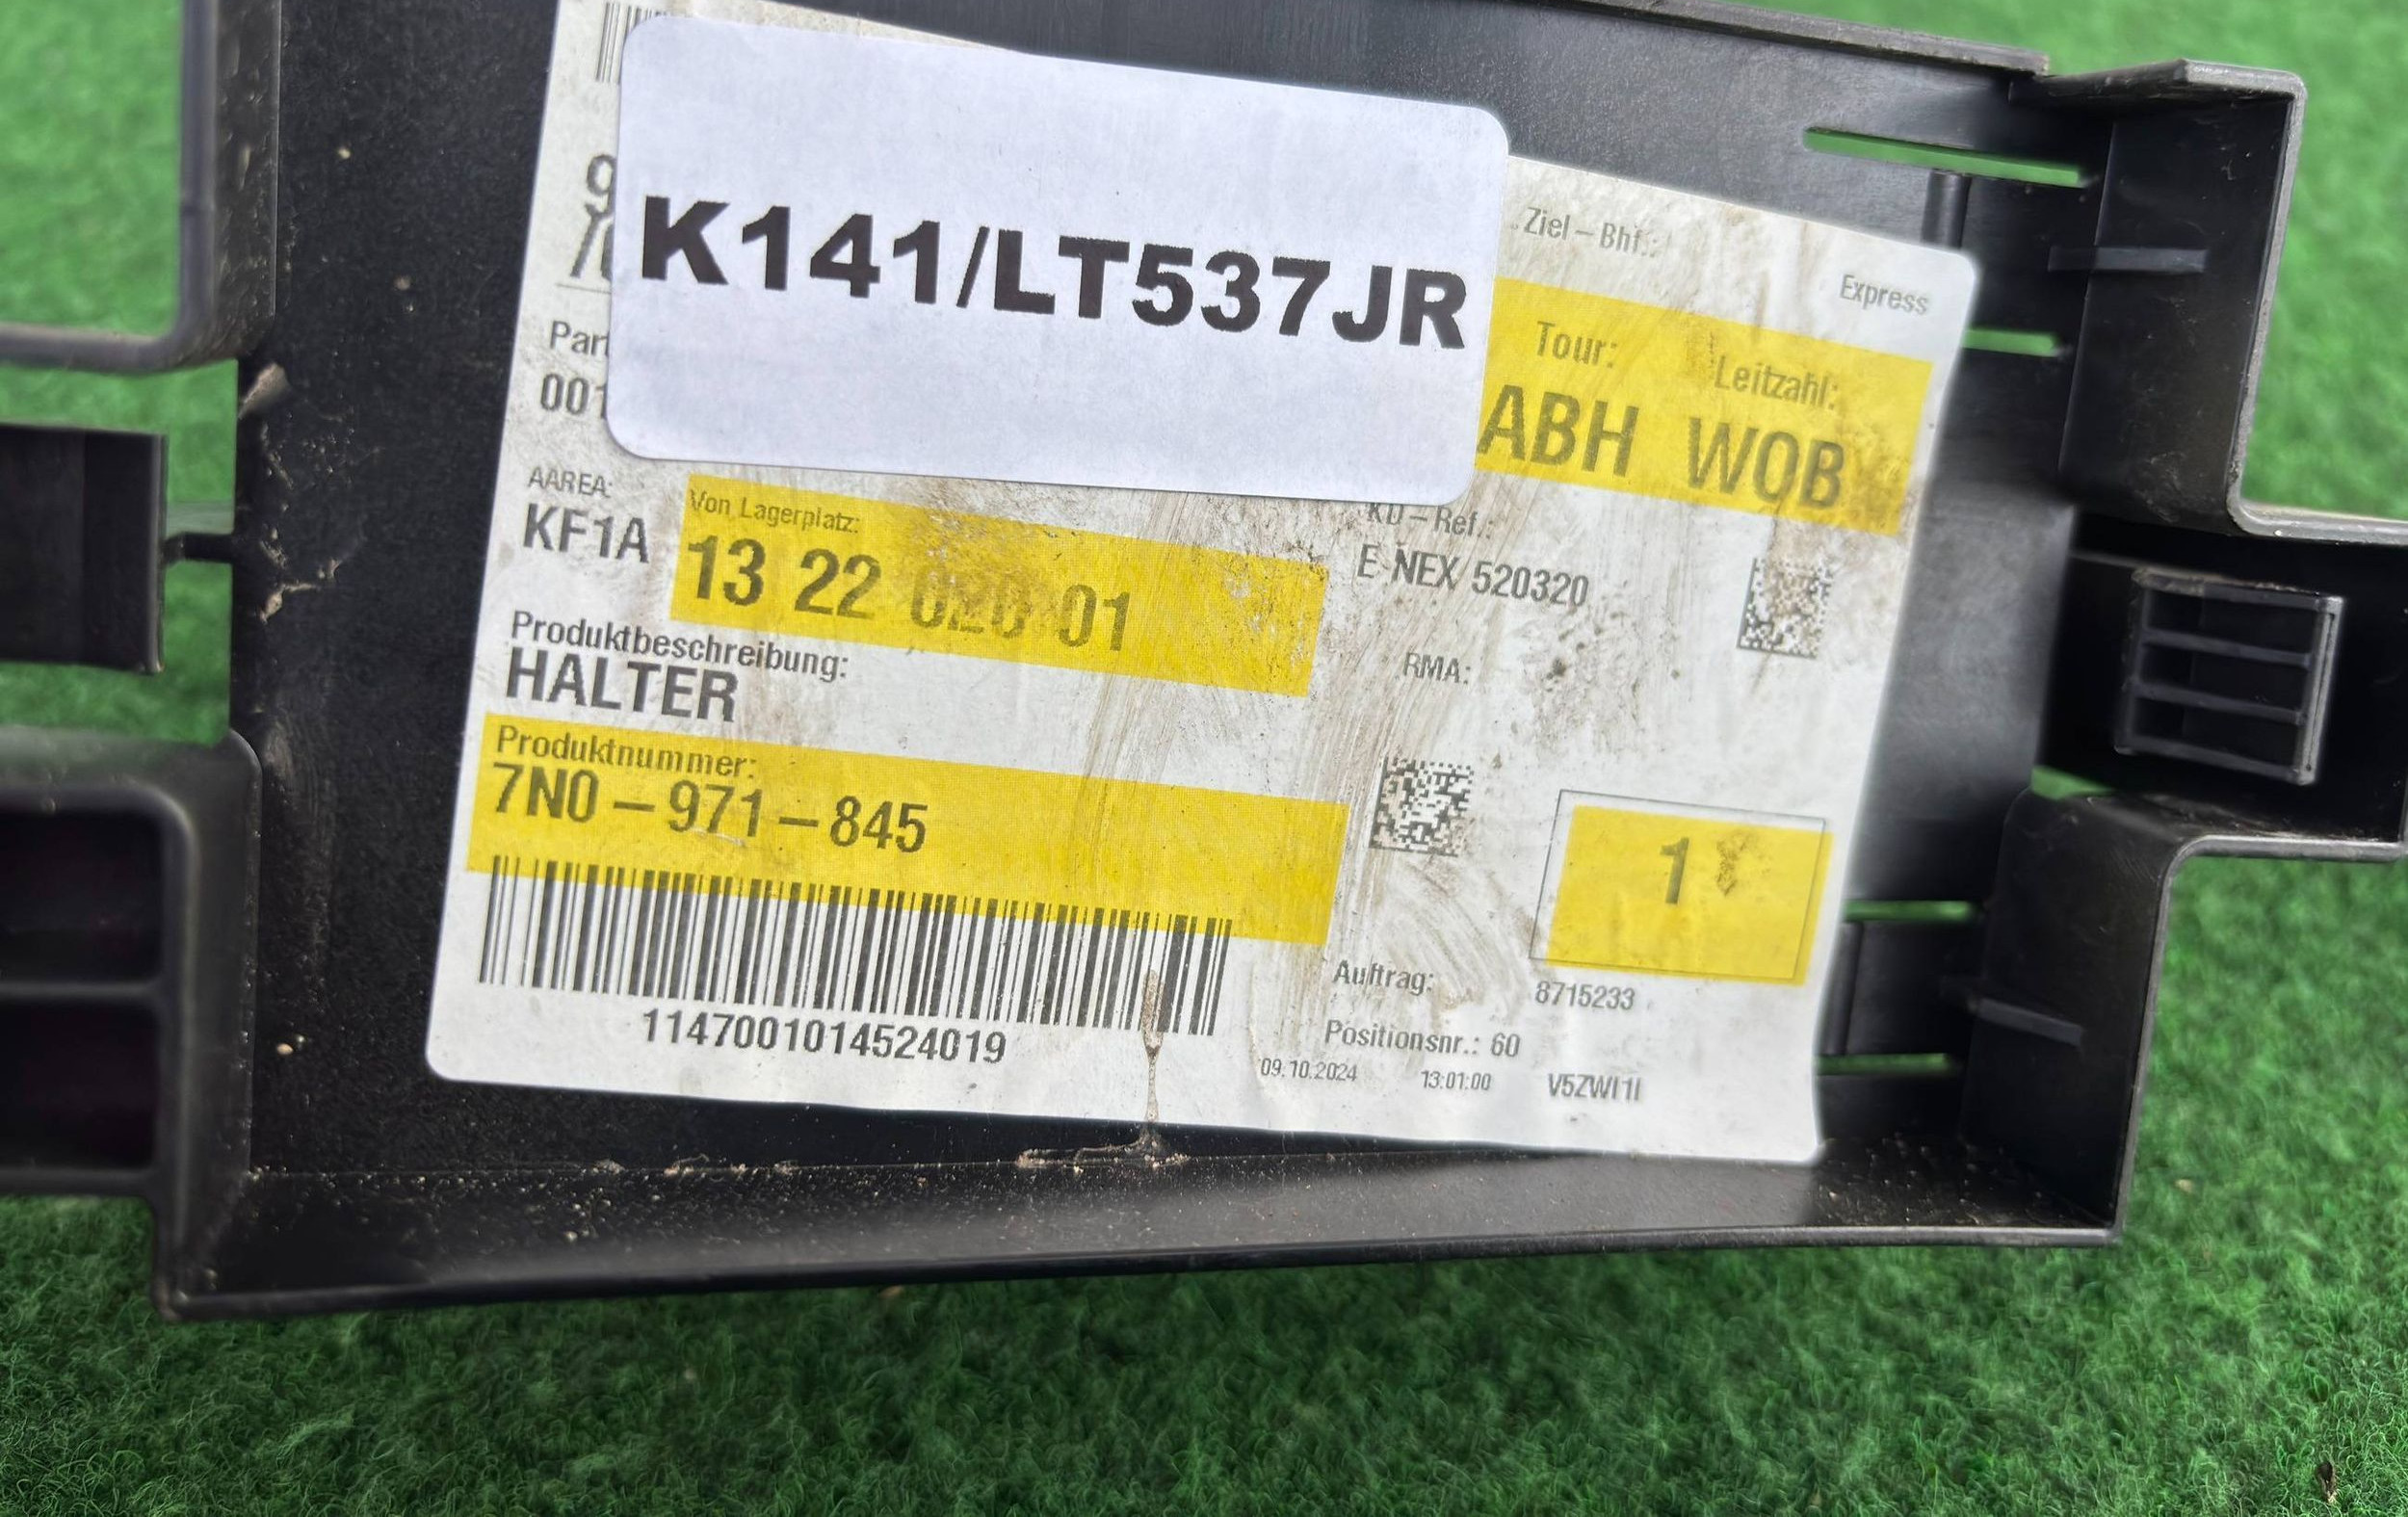 K141/LT537JR
Ziel-Bhf.:
Express
Tour: Leitzahl:
ABH WOB
Part
001
AAREA:
KF1A
Von Lagerplatz:
13 22 020 01
KD-Ref.:
E NEX 520320
RMA:
Produktbeschreibung:
HALTER
Produktnummer:
7N0-971-845
1
1147001014524019
Auftrag: 8715233
Positionsnr.: 60
09.10.2024 13:01:00